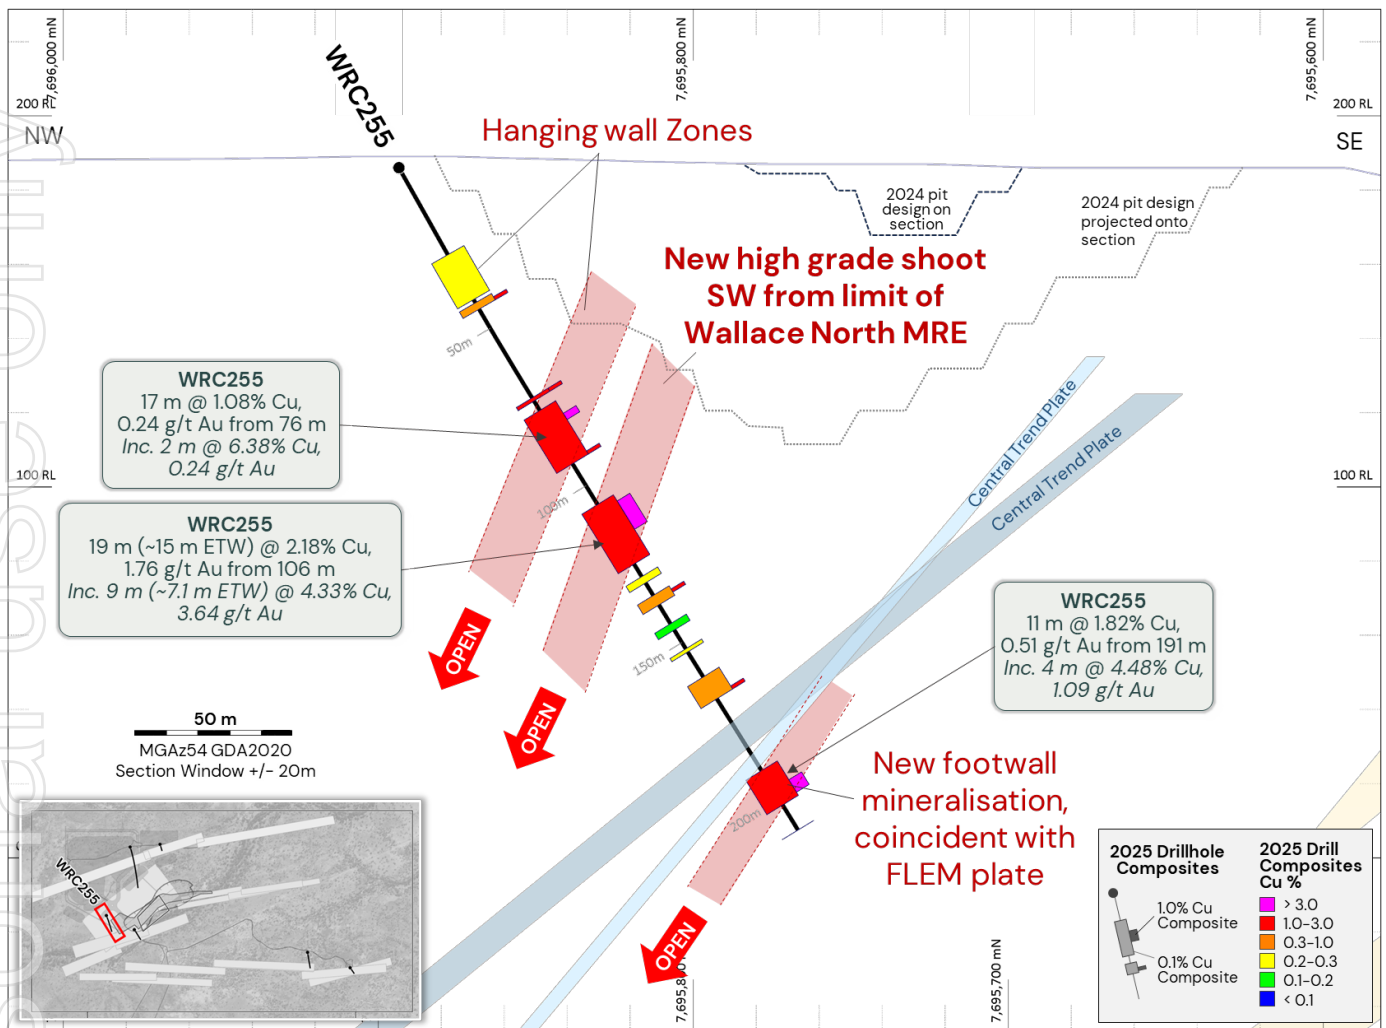 7,696,000 mN
7,695,800 mN
7,695,600 mN
200 RL
200 RL
NW
SE
WRC255
Hanging wall Zones
2024 pit
design on
section
2024 pit design
projected onto
section
New high grade shoot
SW from limit of
Wallace North MRE
50m
WRC255
17 m @ 1.08% Cu,
0.24 g/t Au from 76 m
Inc. 2 m @ 6.38% Cu,
0.24 g/t Au
Central Trend Plate
Central Trend Plate
100 RL
100 RL
100m
WRC255
19 m (~15 m ETW) @ 2.18% Cu,
1.76 g/t Au from 106 m
Inc. 9 m (~7.1 m ETW) @ 4.33% Cu,
3.64 g/t Au
WRC255
11 m @ 1.82% Cu,
0.51 g/t Au from 191 m
Inc. 4 m @ 4.48% Cu,
1.09 g/t Au
OPEN
150m
OPEN
50 m
MGAz54 GDA2020
Section Window +/- 20m
200m
New footwall
mineralisation,
coincident with
FLEM plate
OPEN
WRC255
7,695,700 mN
2025 Drillhole
Composites
1.0% Cu
Composite
0.1% Cu
Composite
2025 Drill
Composites
Cu %
> 3.0
1.0-3.0
0.3-1.0
0.2-0.3
0.1-0.2
< 0.1